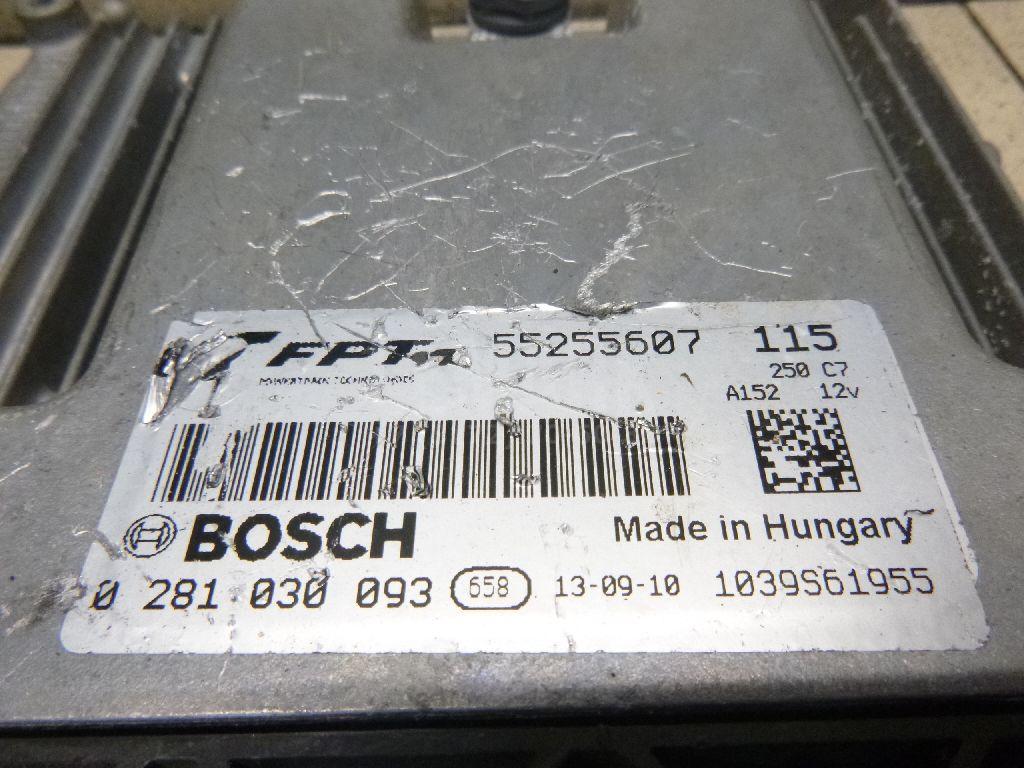 FPT 55255607 115
250 C7
POWERTRAIN TECHNOLOGIES
A152 12v
BOSCH
Made in Hungary
0 281 030 093 658 13-09-10 1039S61955